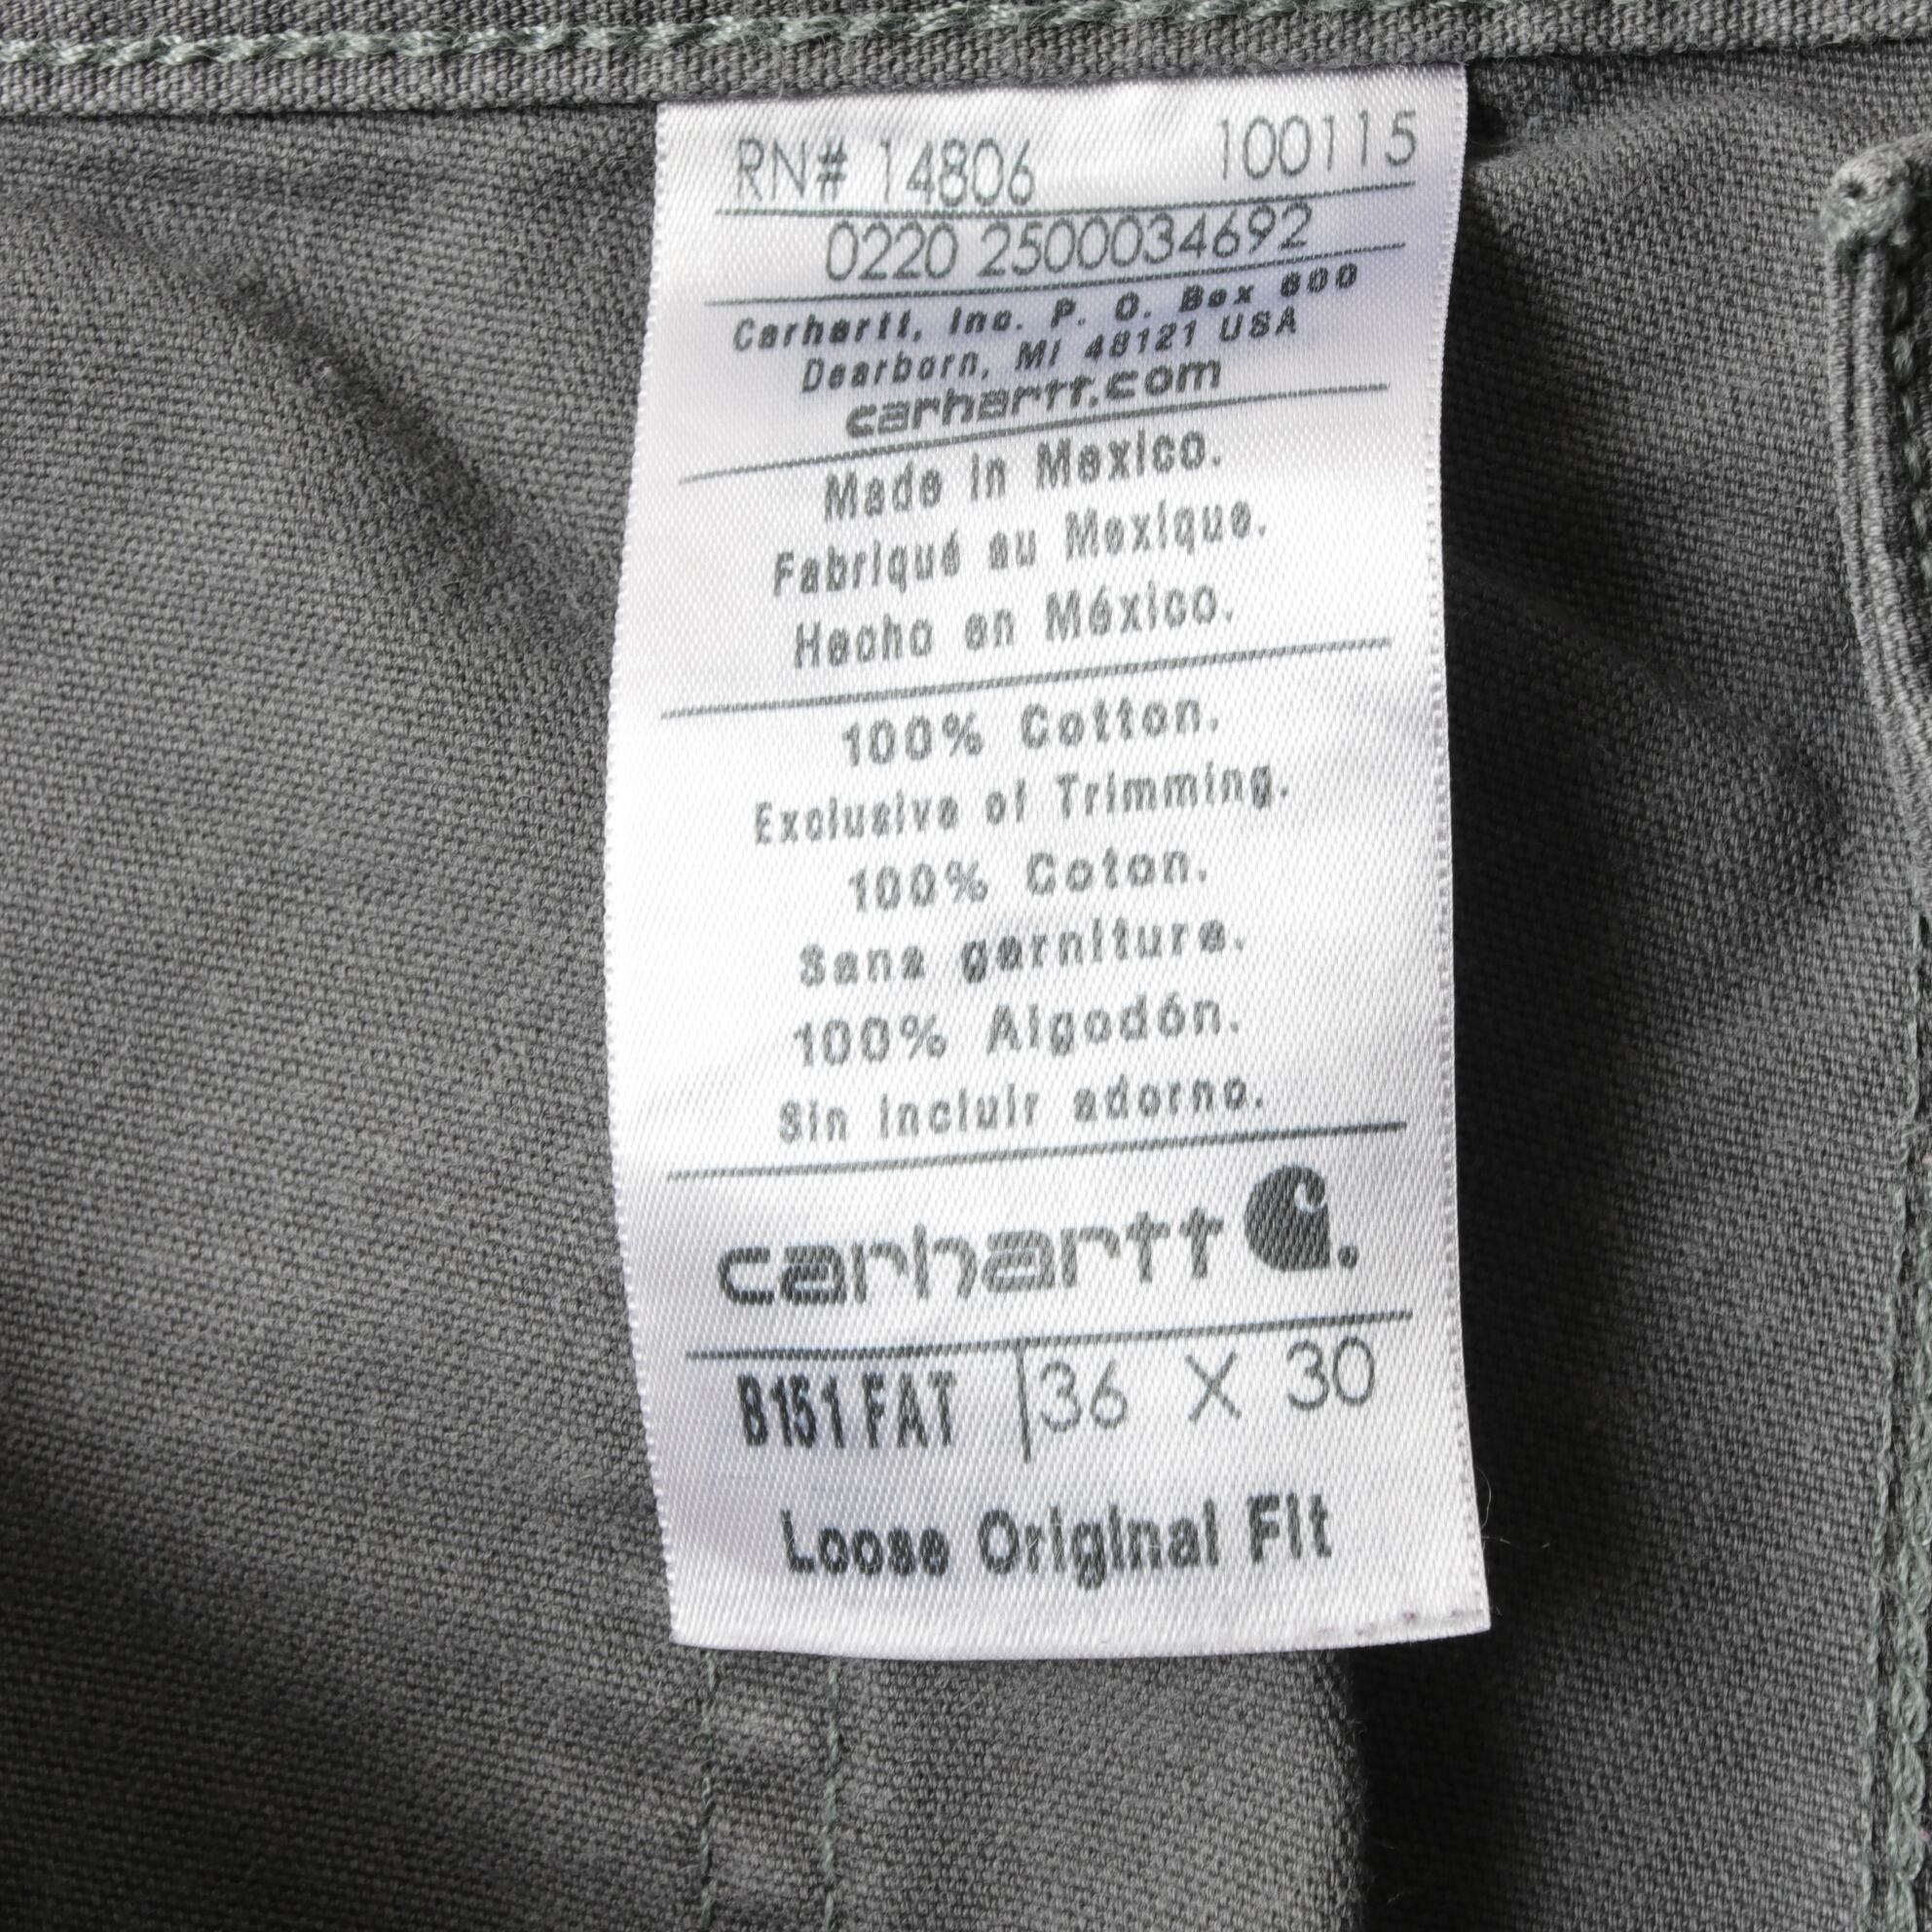 RN# 14806 100115
0220 2500034692
Carhartt, Inc. P. O. Box 600
Dearborn, MI 48121 USA
carhartt.com
Made in Mexico.
Fabriqué au Mexique.
Hecho en México.
100% Cotton.
Exclusive of Trimming.
100% Coton.
Sans garniture.
100% Algodón.
Sin incluir adorno.
carhartt
B151 FAT 36 X 30
Loose Original Fit